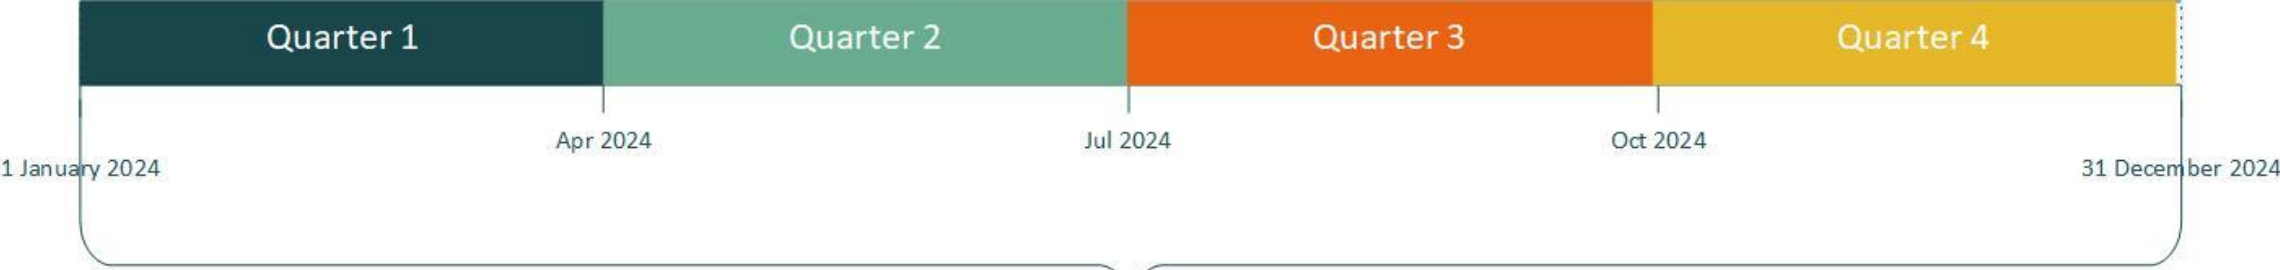 Quarter 1
Quarter 2
Quarter 3
Quarter 4
Apr 2024
Jul 2024
Oct 2024
1 January 2024
31 December 2024